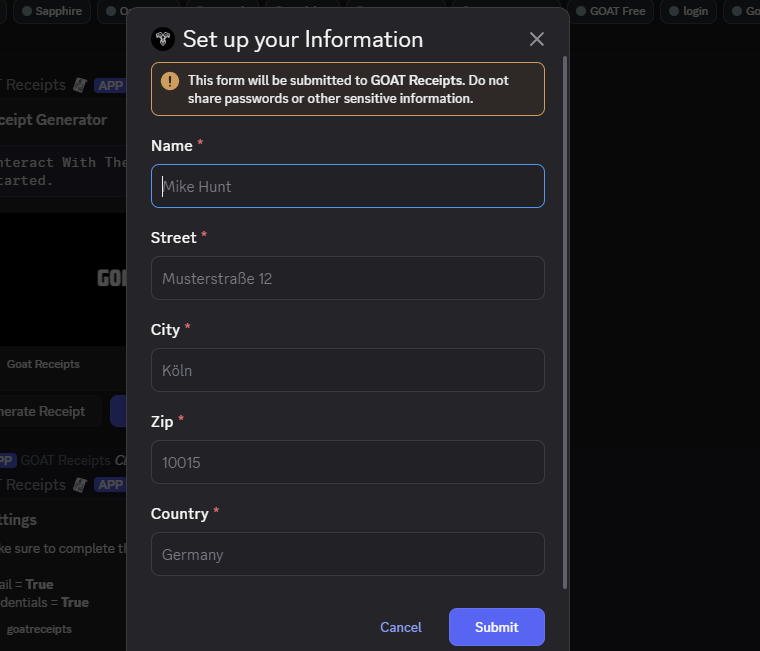 Sapphire
GOAT Free
login
Set up your Information
This form will be submitted to GOAT Receipts. Do not
share passwords or other sensitive information.
Receipts
APP
ceipt Generator
Name *
nteract With The
tarted.
Mike Hunt
Street *
Musterstraße 12
GO
City *
Goat Receipts
Köln
nerate Receipt
Zip *
PP GOAT Receipts
10015
Receipts
APP
Country *
ttings
ke sure to complete th
Germany
ail = True
dentials = True
goatreceipts
Cancel
Submit